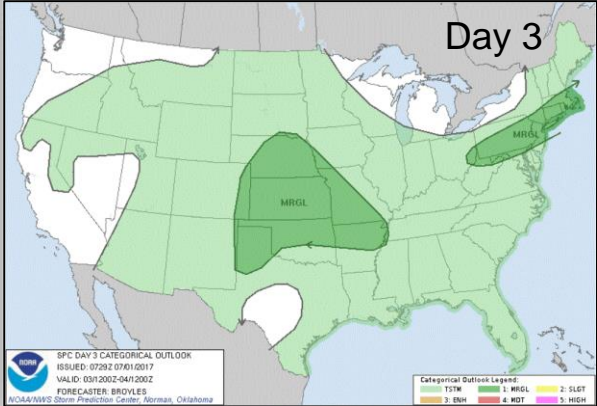 Day 3
MRGL
MRGL
NOAA
SPC DAY 3 CATEGORICAL OUTLOOK
ISSUED: 0729Z 07/01/2017
VALID: 03/1200Z-04/1200Z
FORECASTER: BROYLES
NOAA/NWS Storm Prediction Center, Norman, Oklahoma
Categorical Outlook Legend:
TSTM 1: MRGL 2: SLGT
3: ENH 4: MDT 5: HIGH